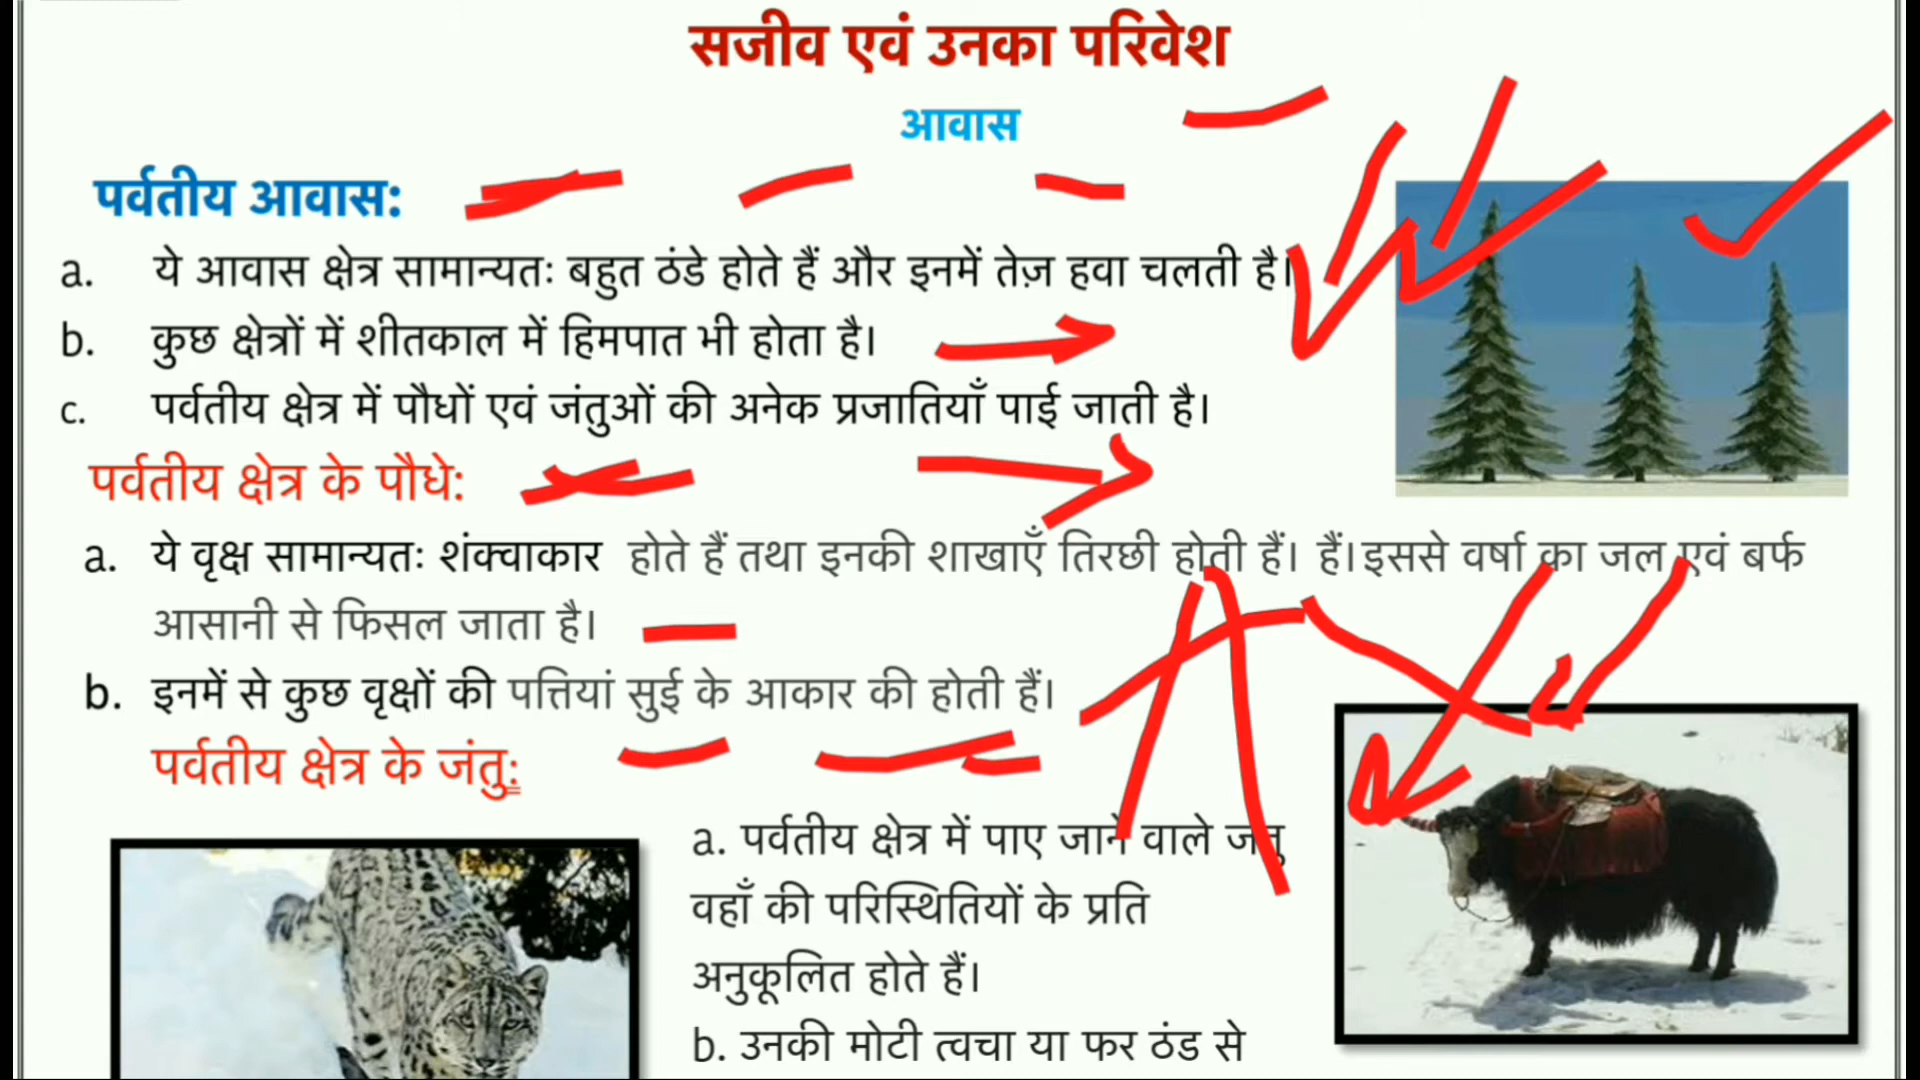 सजीव एवं उनका परिवेश
आवास
पर्वतीय आवास:
a. ये आवास क्षेत्र सामान्यतः बहुत ठंडे होते हैं और इनमें तेज़ हवा चलती है।
b. कुछ क्षेत्रों में शीतकाल में हिमपात भी होता है।
c. पर्वतीय क्षेत्र में पौधों एवं जंतुओं की अनेक प्रजातियाँ पाई जाती है।
पर्वतीय क्षेत्र के पौधे:
a. ये वृक्ष सामान्यतः शंक्वाकार होते हैं तथा इनकी शाखाएँ तिरछी होती हैं। हैं।इससे वर्षा का जल एवं बर्फ
आसानी से फिसल जाता है।
b. इनमें से कुछ वृक्षों की पत्तियां सुई के आकार की होती हैं।
पर्वतीय क्षेत्र के जंतु:
a. पर्वतीय क्षेत्र में पाए जाने वाले जंतु
वहाँ की परिस्थितियों के प्रति
अनुकूलित होते हैं।
b. उनकी मोटी त्वचा या फर ठंड से